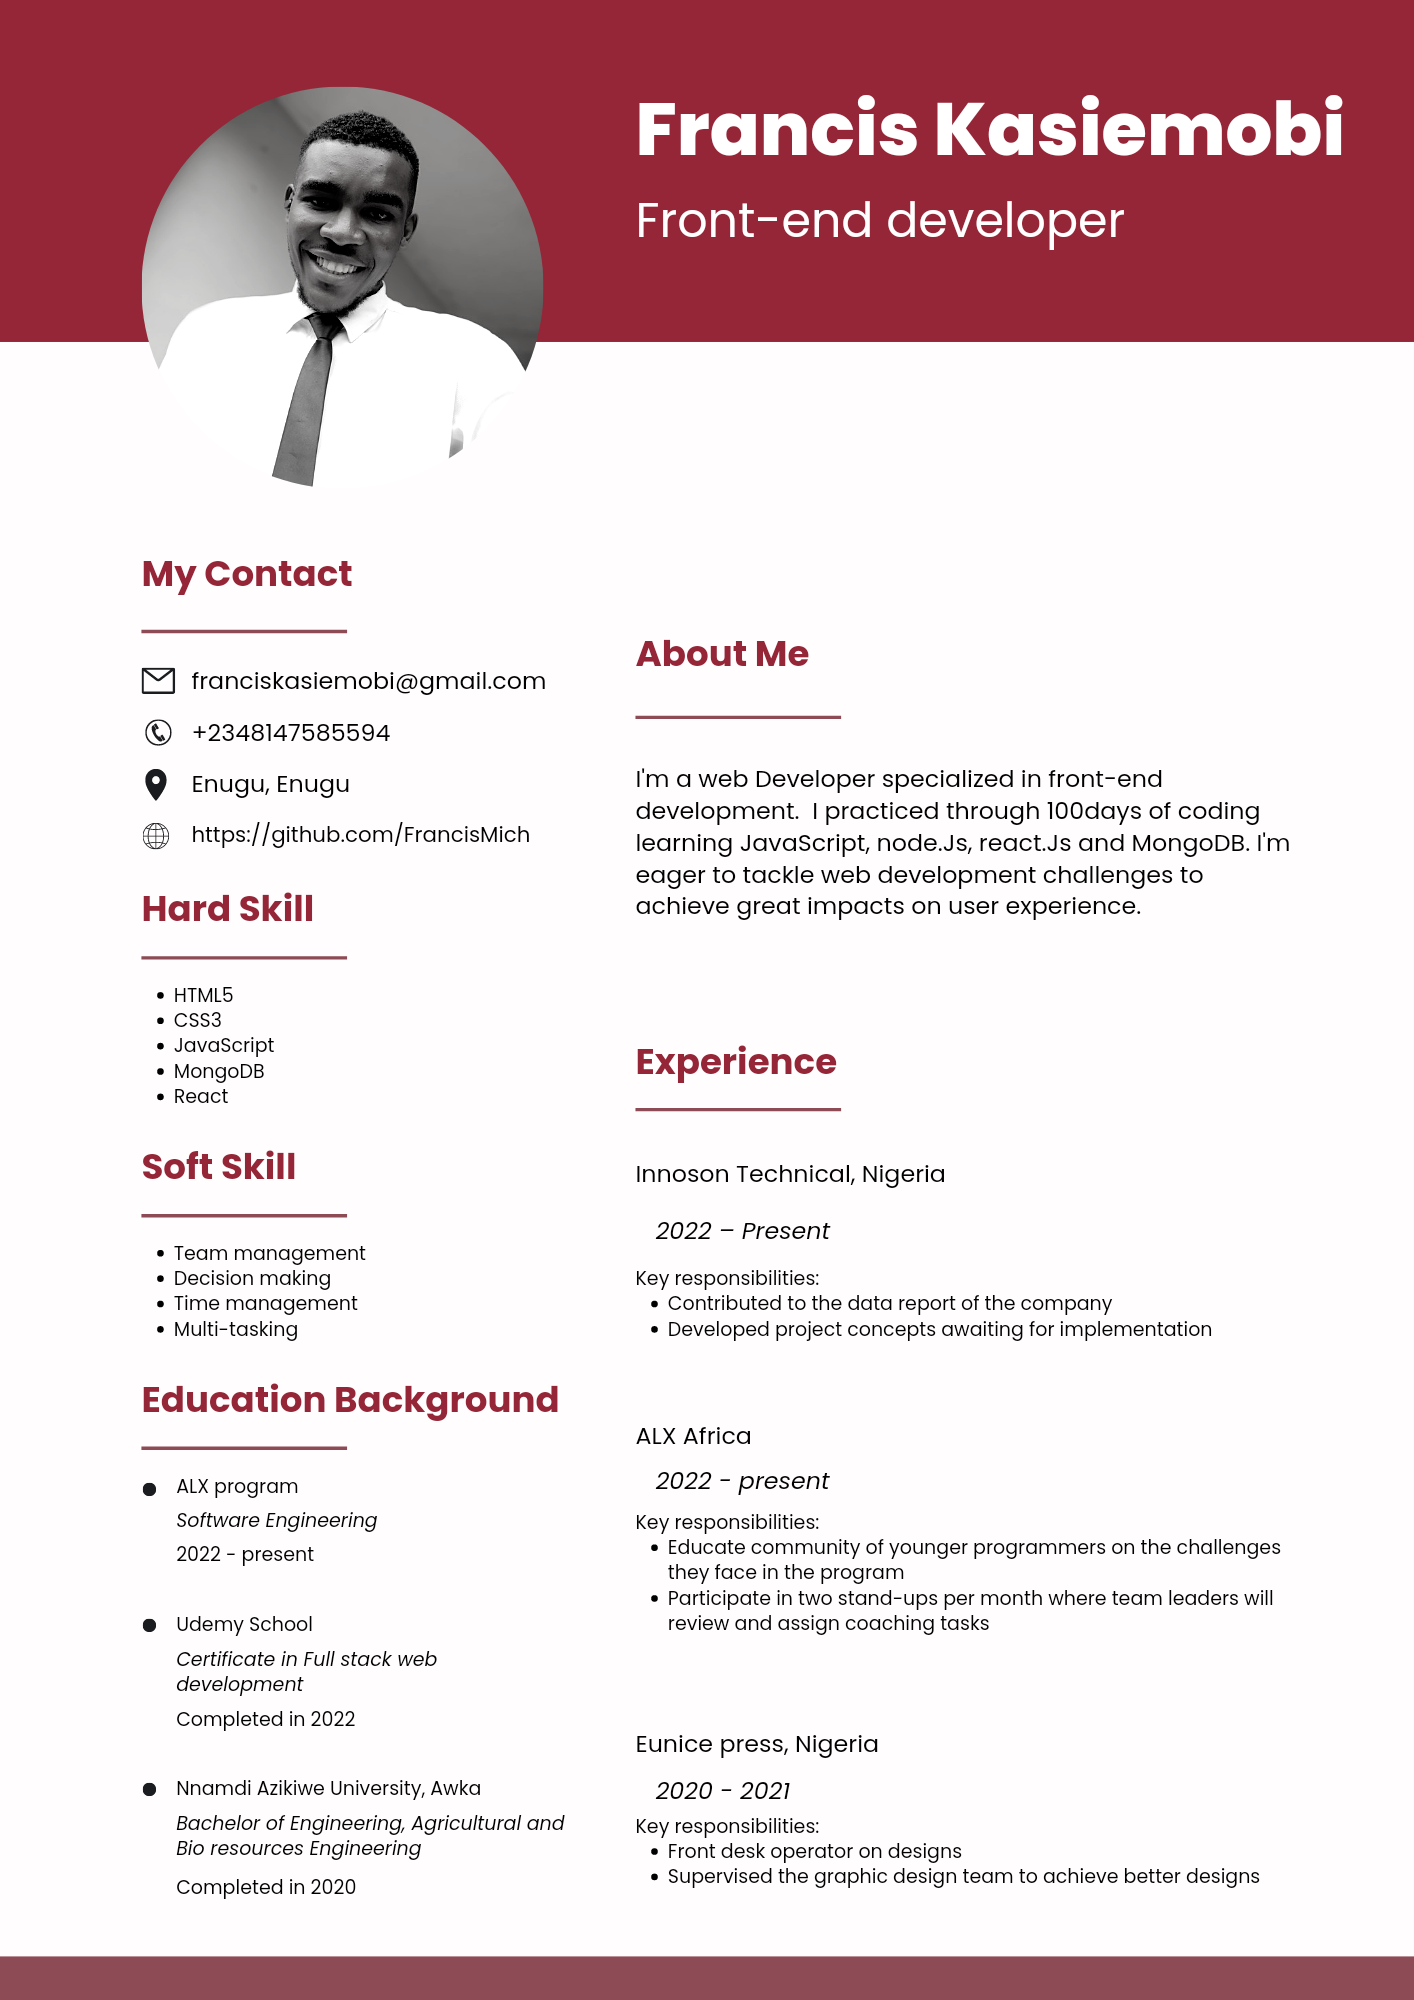 Francis Kasiemobi
Front-end developer
My Contact
franciskasiemobi@gmail.com
+2348147585594
Enugu, Enugu
https://github.com/FrancisMich
Hard Skill
HTML5
CSS3
JavaScript
MongoDB
React
Soft Skill
Team management
Decision making
Time management
Multi-tasking
Education Background
ALX program
Software Engineering
2022 - present
Udemy School
Certificate in Full stack web
development
Completed in 2022
Nnamdi Azikiwe University, Awka
Bachelor of Engineering, Agricultural and
Bio resources Engineering
Completed in 2020
About Me
I'm a web Developer specialized in front-end
development.  I practiced through 100days of coding
learning JavaScript, node.Js, react.Js and MongoDB. I'm
eager to tackle web development challenges to
achieve great impacts on user experience.
Experience
Innoson Technical, Nigeria
2022 – Present
Key responsibilities:
Contributed to the data report of the company
Developed project concepts awaiting for implementation
ALX Africa
2022 - present
Key responsibilities:
Educate community of younger programmers on the challenges
they face in the program
Participate in two stand-ups per month where team leaders will
review and assign coaching tasks
Eunice press, Nigeria
2020 - 2021
Key responsibilities:
Front desk operator on designs
Supervised the graphic design team to achieve better designs